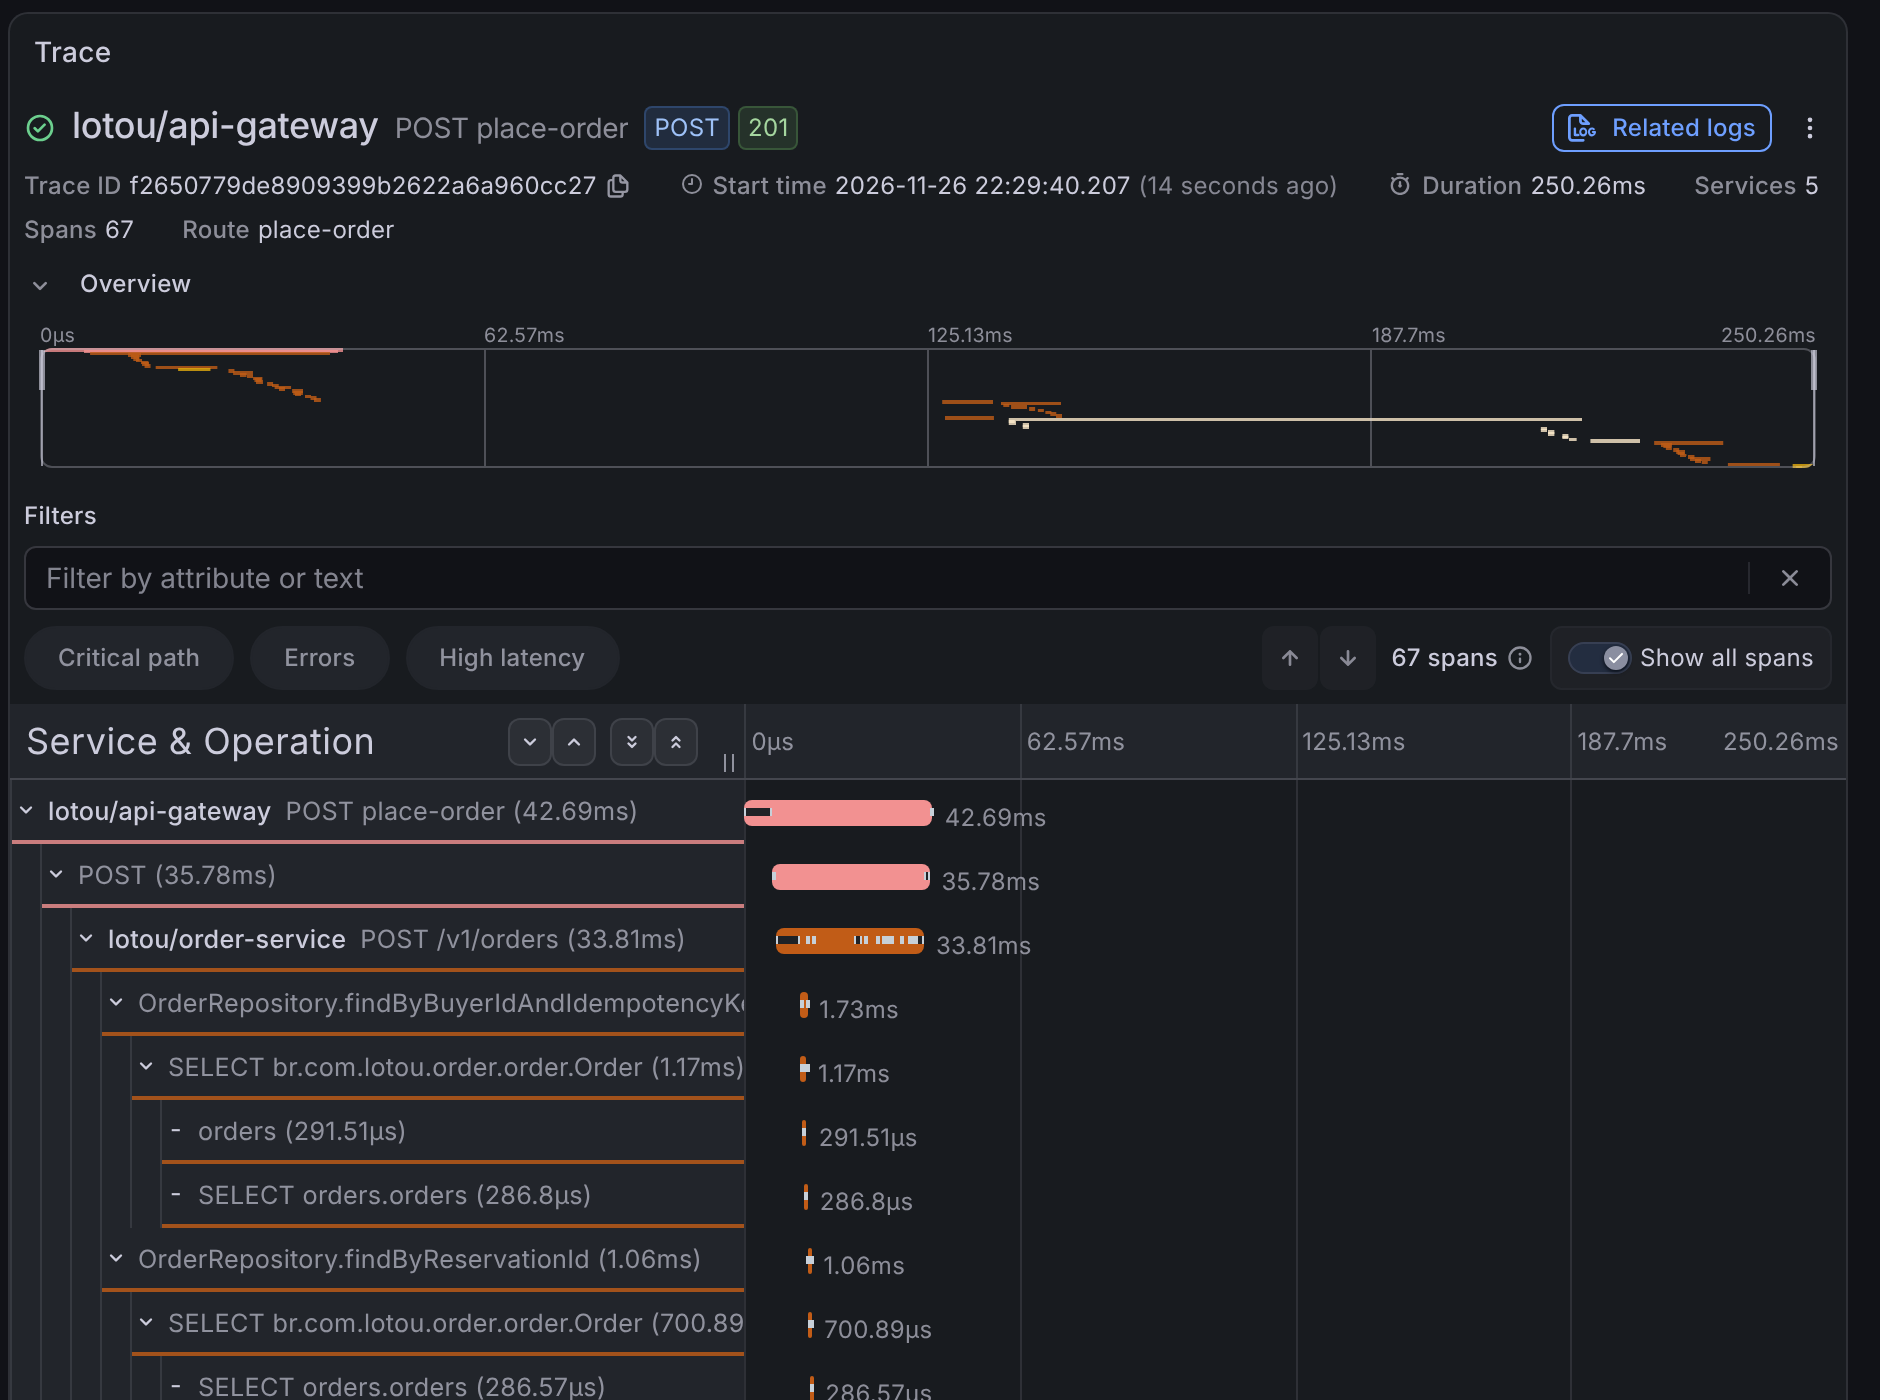 Trace
lotou/api-gateway POST place-order POST 201
LOG Related logs
Trace ID f2650779de8909399b2622a6a960cc27 Start time 2026-11-26 22:29:40.207 (14 seconds ago) Duration 250.26ms Services 5
Spans 67 Route place-order
Overview
0μs 62.57ms 125.13ms 187.7ms 250.26ms
Filters
Filter by attribute or text
Critical path Errors High latency 67 spans Show all spans
Service & Operation 0μs 62.57ms 125.13ms 187.7ms 250.26ms
lotou/api-gateway POST place-order (42.69ms) 42.69ms
POST (35.78ms) 35.78ms
lotou/order-service POST /v1/orders (33.81ms) 33.81ms
OrderRepository.findByBuyerIdAndIdempotencyK 1.73ms
SELECT br.com.lotou.order.order.Order (1.17ms) 1.17ms
- orders (291.51μs) 291.51μs
- SELECT orders.orders (286.8μs) 286.8μs
OrderRepository.findByReservationId (1.06ms) 1.06ms
SELECT br.com.lotou.order.order.Order (700.89 700.89μs
- SELECT orders.orders (286.57μs) 286.57μs